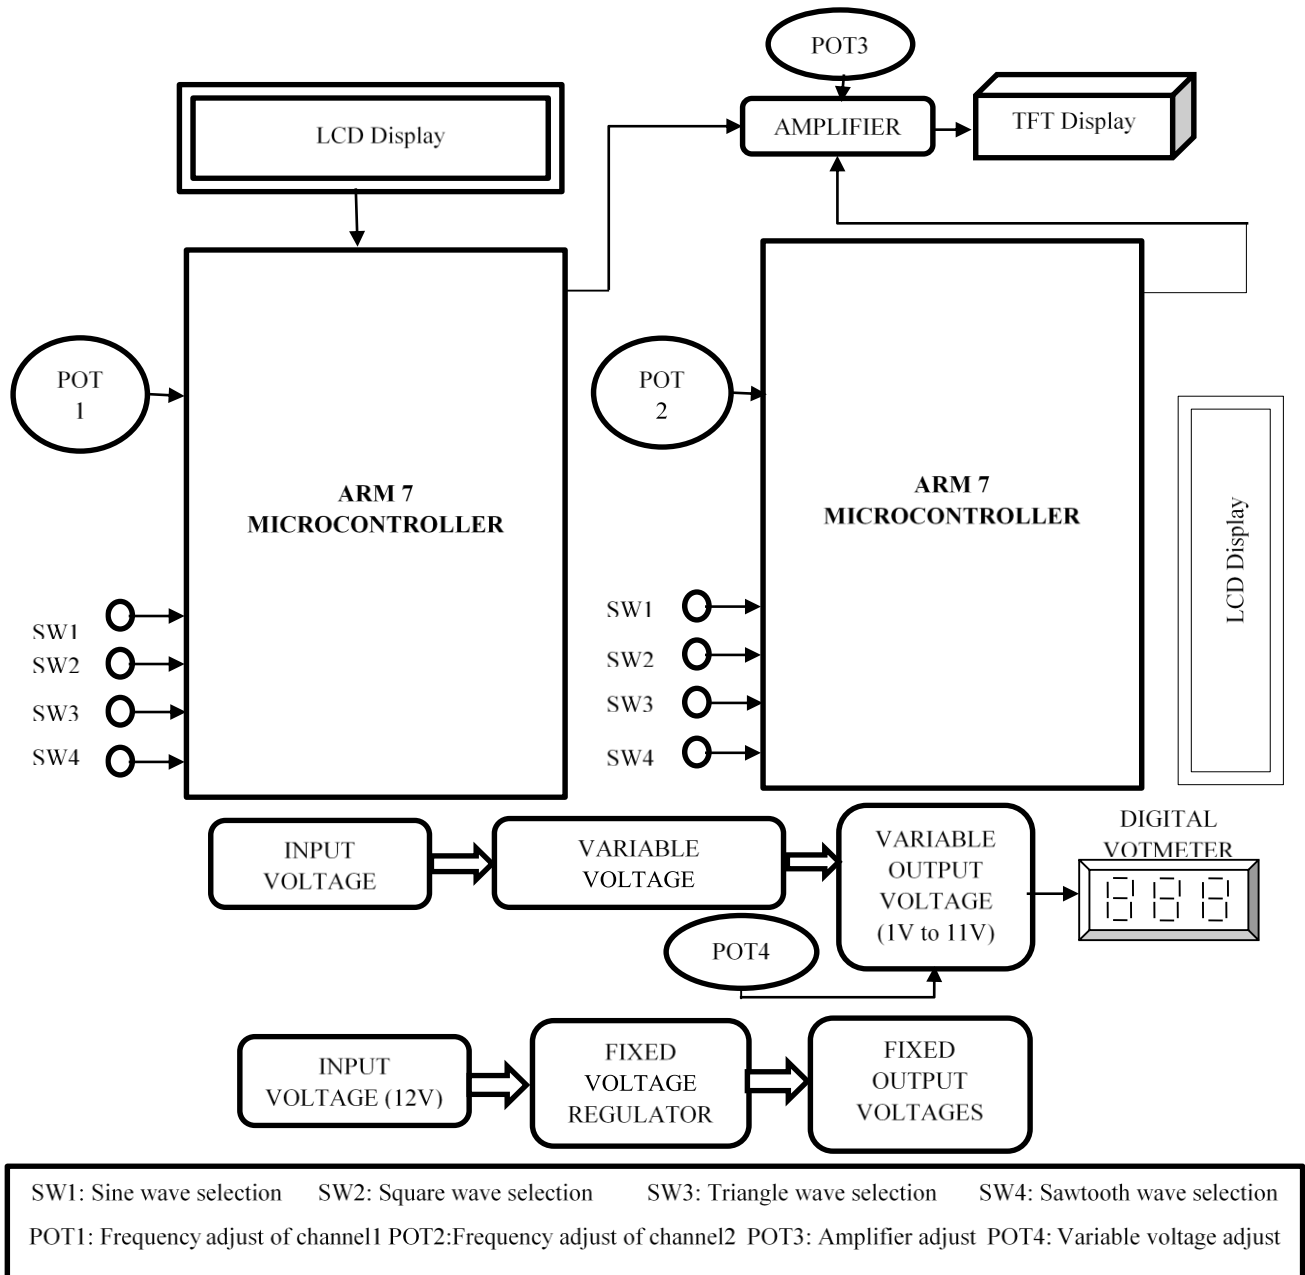 POT3
LCD Display
AMPLIFIER
TFT Display
POT
1
POT
2
ARM 7
MICROCONTROLLER
ARM 7
MICROCONTROLLER
LCD Display
SW1
SW2
SW3
SW4
SW1
SW2
SW3
SW4
INPUT
VOLTAGE
VARIABLE
VOLTAGE
VARIABLE
OUTPUT
VOLTAGE
(1V to 11V)
DIGITAL
VOTMETER
POT4
INPUT
VOLTAGE (12V)
FIXED
VOLTAGE
REGULATOR
FIXED
OUTPUT
VOLTAGES
SW1: Sine wave selection SW2: Square wave selection SW3: Triangle wave selection SW4: Sawtooth wave selection
POT1: Frequency adjust of channel1 POT2:Frequency adjust of channel2 POT3: Amplifier adjust POT4: Variable voltage adjust